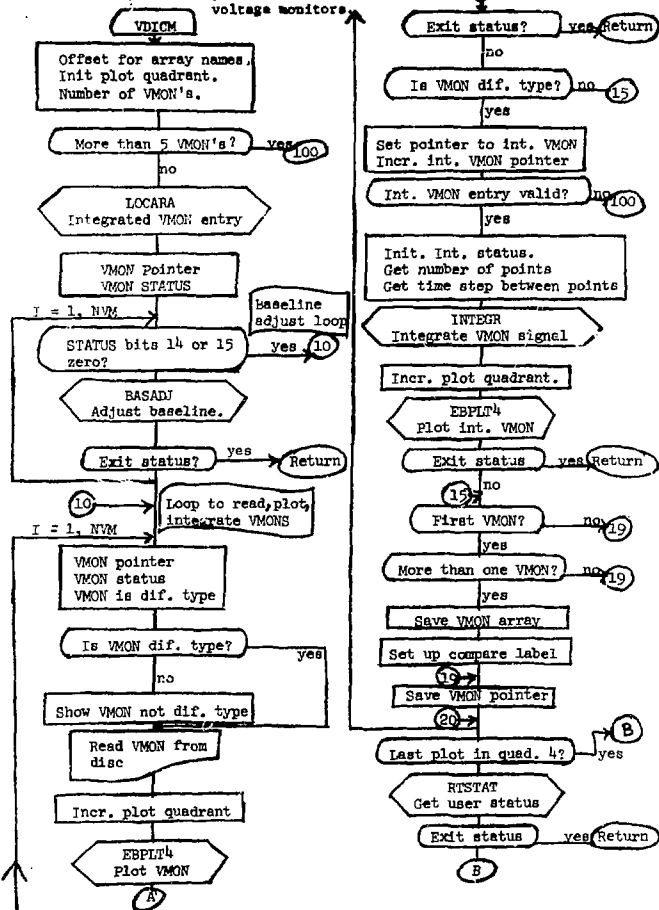 voltage monitors.
VDICM
Offset for array names.
Init plot quadrant.
Number of VMON's.
More than 5 VMON's?
yes
100
no
LOCARA
Integrated VMON entry
VMON Pointer
VMON STATUS
I = 1, NVM
Baseline
adjust loop
STATUS bits 14 or 15
zero?
yes
10
BASADJ
Adjust baseline.
Exit status?
yes
Return
10
Loop to read, plot,
integrate VMONS
I = 1, NVM
VMON pointer
VMON status
VMON is dif. type
Is VMON dif. type?
yes
no
Show VMON not dif. type
Read VMON from
disc
Incr. plot quadrant
EBPLT4
Plot VMON
A
Exit status?
yes
Return
no
Is VMON dif. type?
no
15
yes
Set pointer to int. VMON
Incr. int. VMON pointer
Int. VMON entry valid?
no
100
yes
Init. Int. status.
Get number of points
Get time step between points
INTEGR
Integrate VMON signal
Incr. plot quadrant.
EBPLT4
Plot int. VMON
Exit status
yes
Return
no
15
First VMON?
no
19
yes
More than one VMON?
no
19
yes
Save VMON array
Set up compare label
19
Save VMON pointer
20
Last plot in quad. 4?
yes
B
RTSTAT
Get user status
Exit status
yes
Return
B